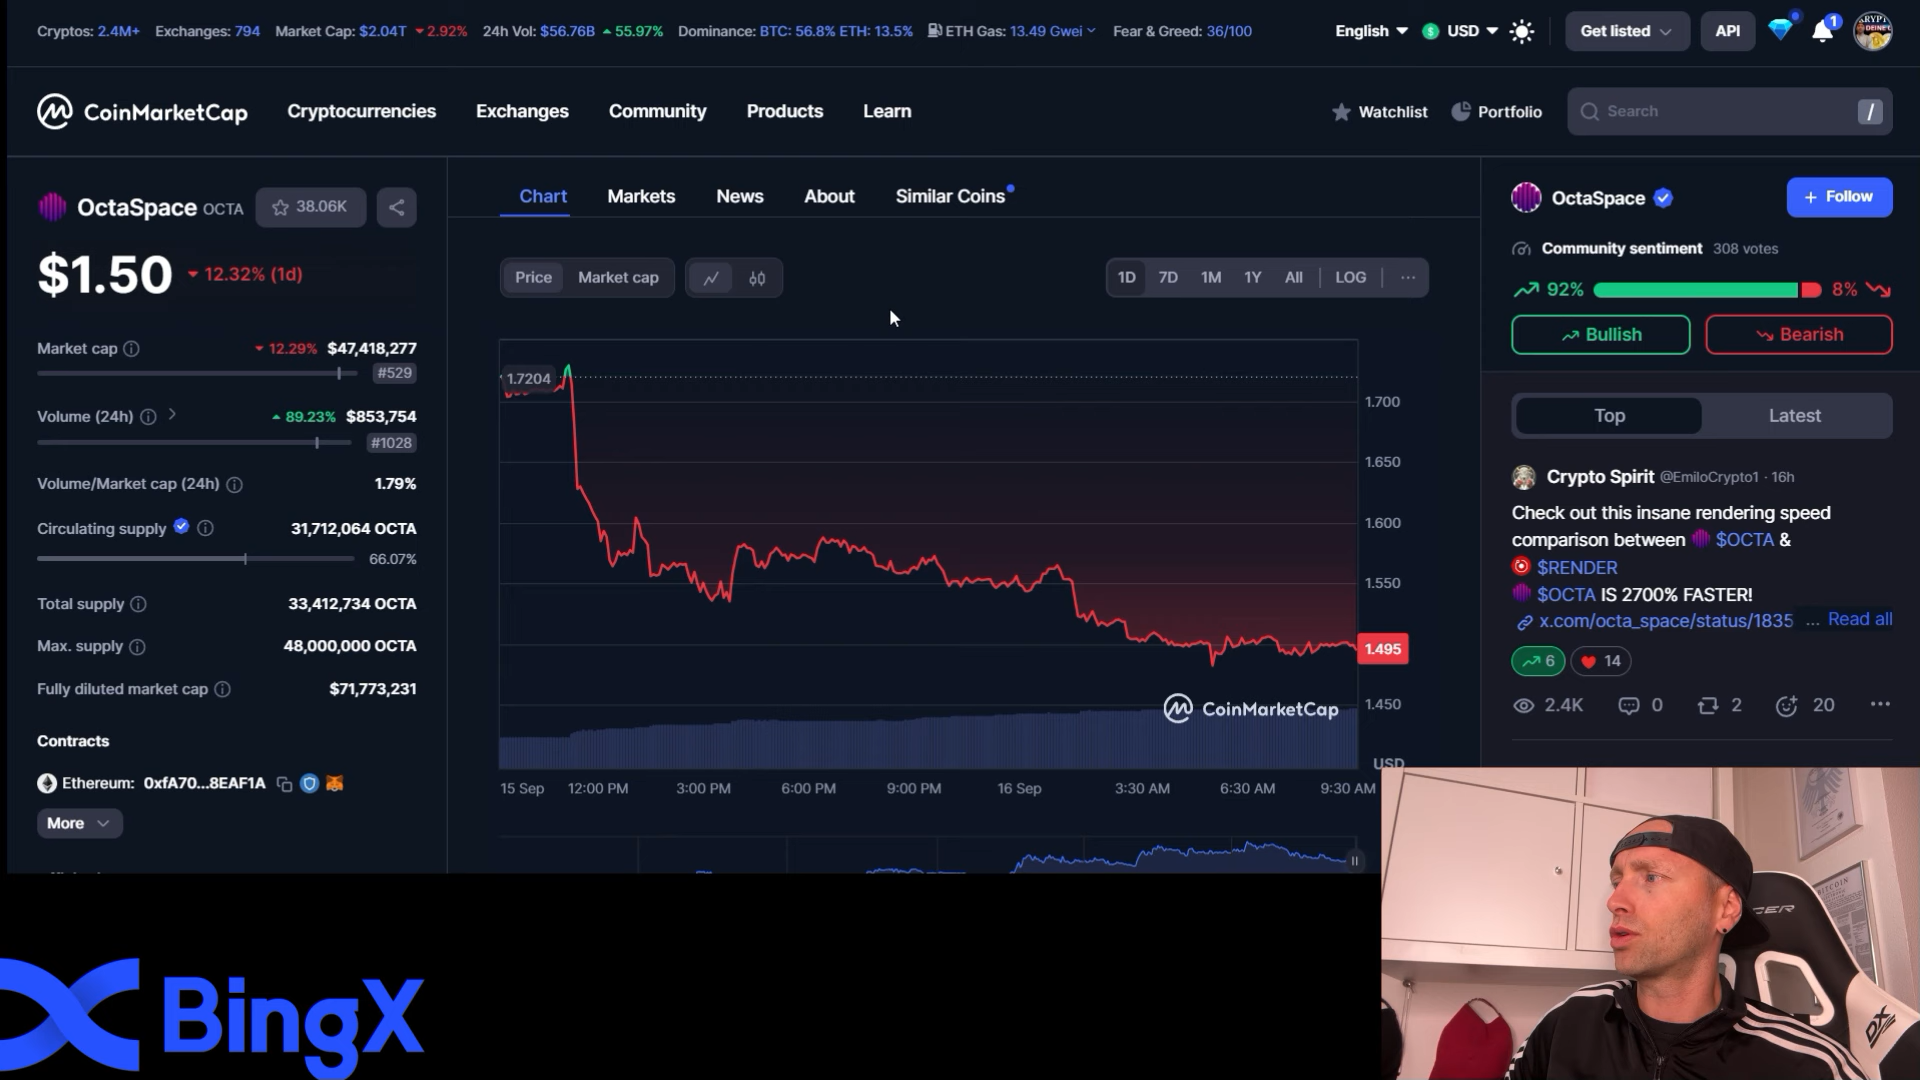 Cryptos: 2.4M+ Exchanges: 794 Market Cap: $2.04T 2.92% 24h Vol: $56.76B 55.97% Dominance: BTC: 56.8% ETH: 13.5% ETH Gas: 13.49 Gwei Fear & Greed: 36/100
English $ USD Get listed API 1
CoinMarketCap Cryptocurrencies Exchanges Community Products Learn
Watchlist Portfolio Search /
OctaSpace OCTA 38.06K
$1.50 12.32% (1d)
Market cap 12.29% $47,418,277
#529
Volume (24h) 89.23% $853,754
#1028
Volume/Market cap (24h) 1.79%
Circulating supply 31,712,064 OCTA
66.07%
Total supply 33,412,734 OCTA
Max. supply 48,000,000 OCTA
Fully diluted market cap $71,773,231
Contracts
Ethereum: 0xfA70...8EAF1A
More
Chart Markets News About Similar Coins
Price Market cap
1D 7D 1M 1Y All LOG ...
1.7204
1.700
1.650
1.600
1.550
1.495
1.450
CoinMarketCap
USD
15 Sep 12:00 PM 3:00 PM 6:00 PM 9:00 PM 16 Sep 3:30 AM 6:30 AM 9:30 AM
OctaSpace + Follow
Community sentiment 308 votes
92% 8%
Bullish Bearish
Top Latest
Crypto Spirit @EmiloCrypto1 · 16h
Check out this insane rendering speed
comparison between $OCTA &
$RENDER
$OCTA IS 2700% FASTER!
x.com/octa_space/status/1835 ... Read all
6 14
2.4K 0 2 20 ...
BITCOIN
BingX